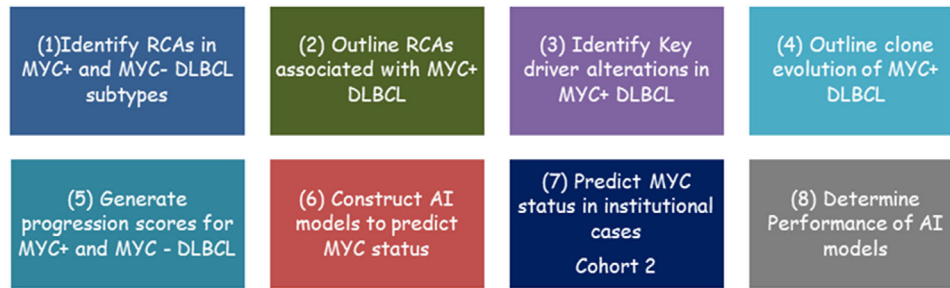 (1)Identify RCAs in
MYC+ and MYC- DLBCL
subtypes
(2) Outline RCAs
associated with MYC+
DLBCL
(3) Identify Key
driver alterations in
MYC+ DLBCL
(4) Outline clone
evolution of MYC+
DLBCL
(5) Generate
progression scores for
MYC+ and MYC - DLBCL
(6) Construct AI
models to predict
MYC status
(7) Predict MYC
status in institutional
cases
Cohort 2
(8) Determine
Performance of AI
models